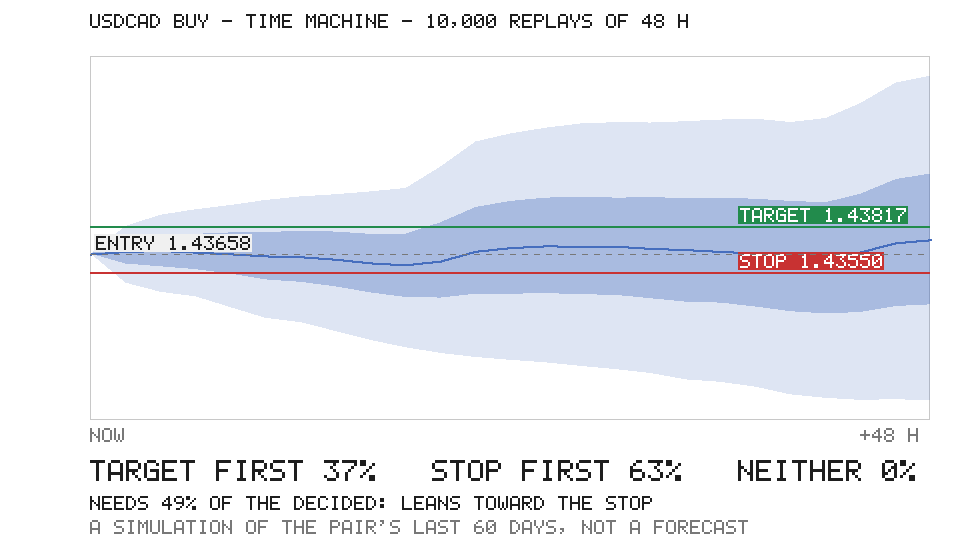 USDCAD BUY - TIME MACHINE - 10,000 REPLAYS OF 48 H
TARGET 1.43817
ENTRY 1.43658
STOP 1.43550
NOW
+48 H
TARGET FIRST 37% STOP FIRST 63% NEITHER 0%
NEEDS 49% OF THE DECIDED: LEANS TOWARD THE STOP
A SIMULATION OF THE PAIR'S LAST 60 DAYS, NOT A FORECAST